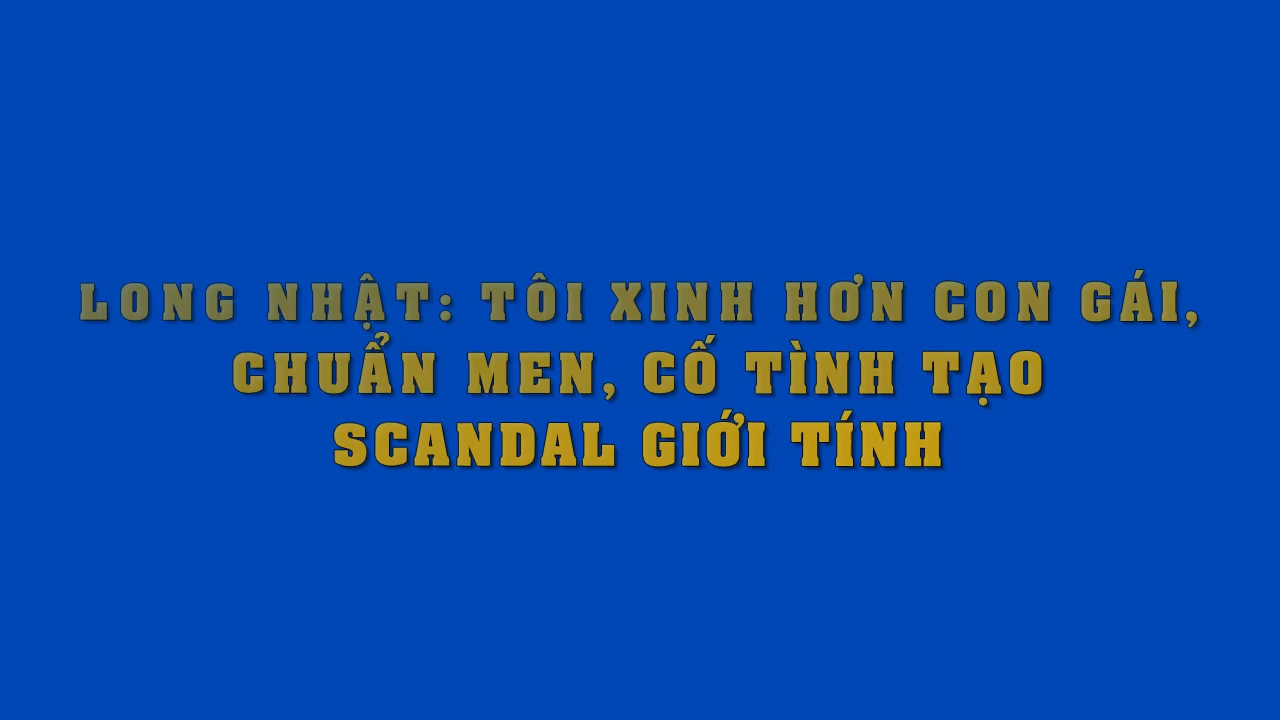 LONG NHẬT: TÔI XINH HƠN CON GÁI,
CHUẨN MEN, CỐ TÌNH TẠO
SCANDAL GIỚI TÍNH